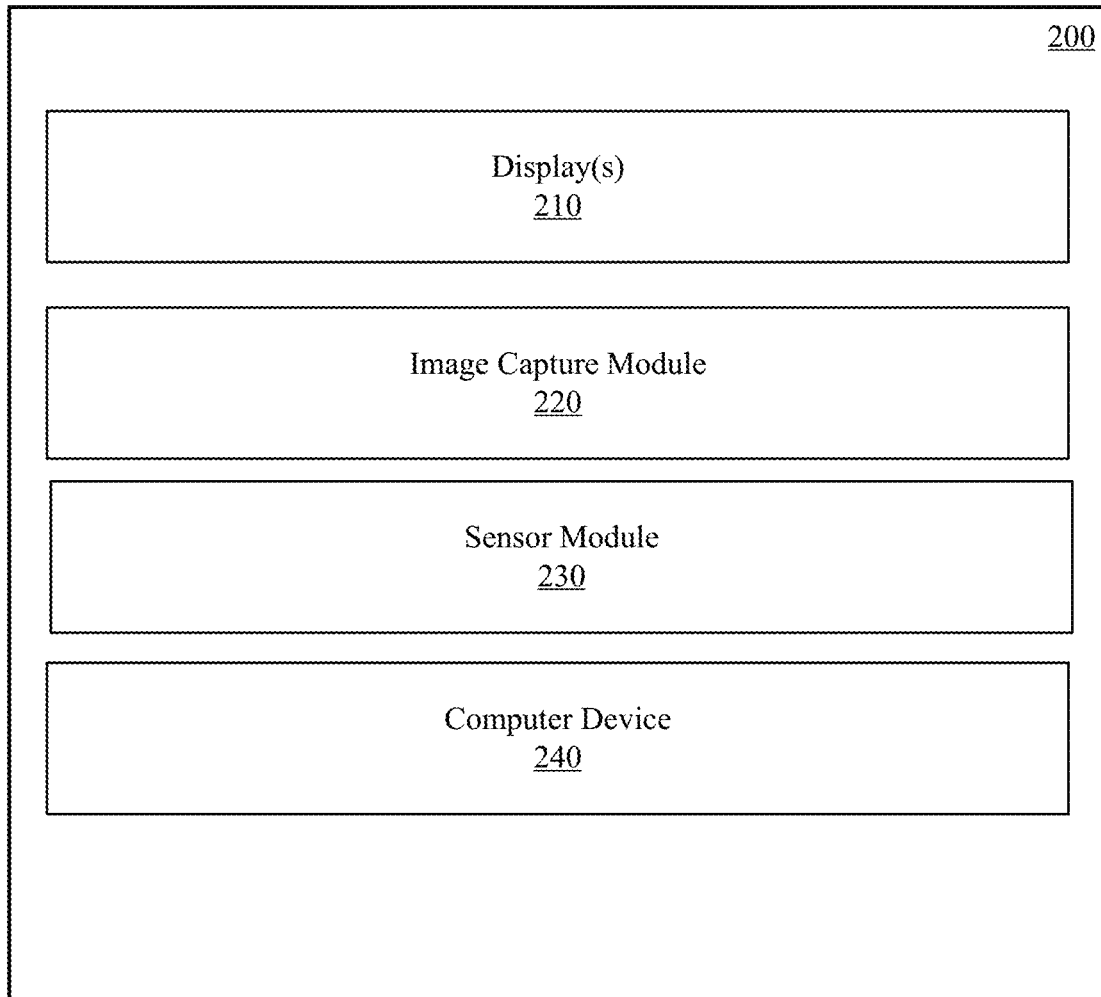 200
Display(s)
210
Image Capture Module
220
Sensor Module
230
Computer Device
240